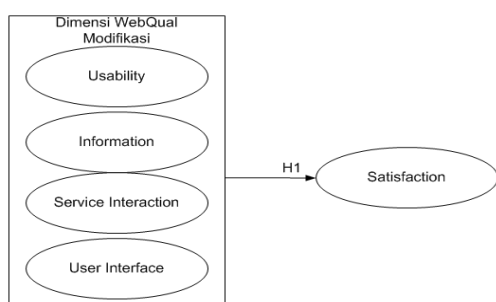 Dimensi WebQual
Modifikasi
Usability
Information
H1
Satisfaction
Service Interaction
User Interface